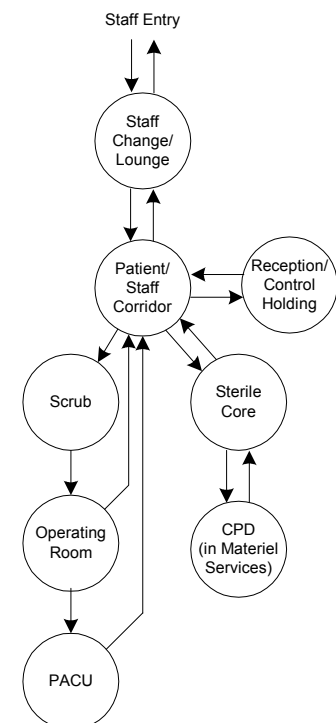 Staff Entry
Staff
Change/
Lounge
Patient/
Staff
Corridor
Reception/
Control
Holding
Scrub
Sterile
Core
Operating
Room
CPD
(in Materiel
Services)
PACU